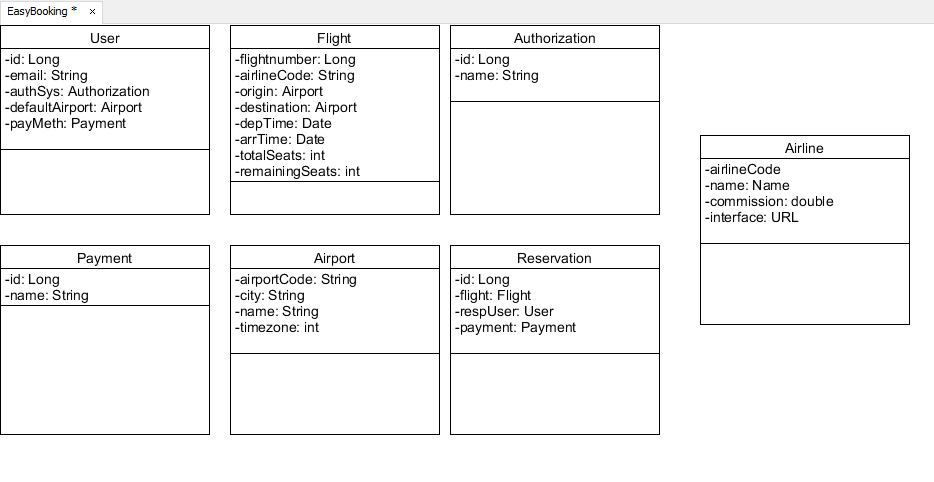 EasyBooking *
User
-id: Long
-email: String
-authSys: Authorization
-defaultAirport: Airport
-payMeth: Payment
Flight
-flightnumber: Long
-airlineCode: String
-origin: Airport
-destination: Airport
-depTime: Date
-arrTime: Date
-totalSeats: int
-remainingSeats: int
Authorization
-id: Long
-name: String
Airline
-airlineCode
-name: Name
-commission: double
-interface: URL
Payment
-id: Long
-name: String
Airport
-airportCode: String
-city: String
-name: String
-timezone: int
Reservation
-id: Long
-flight: Flight
-respUser: User
-payment: Payment